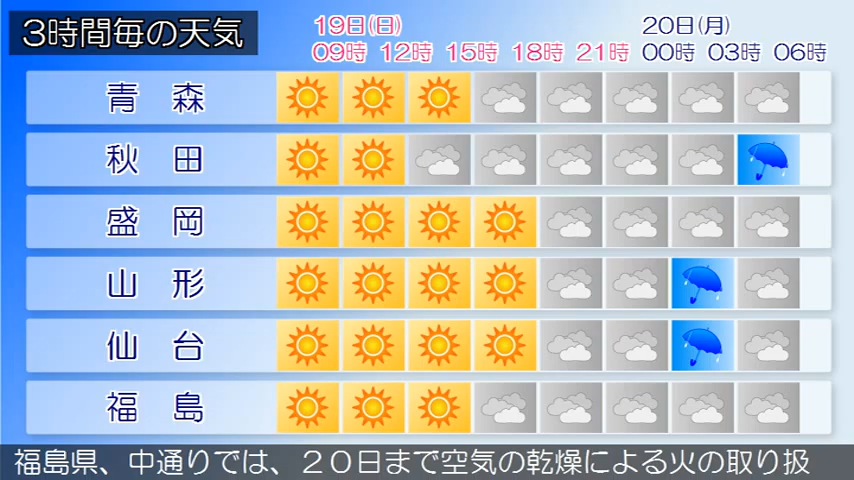 3時間毎の天気
19日(日) 20日(月)
09時 12時 15時 18時 21時 00時 03時 06時
青森
秋田
盛岡
山形
仙台
福島
福島県、中通りでは、２０日まで空気の乾燥による火の取り扱